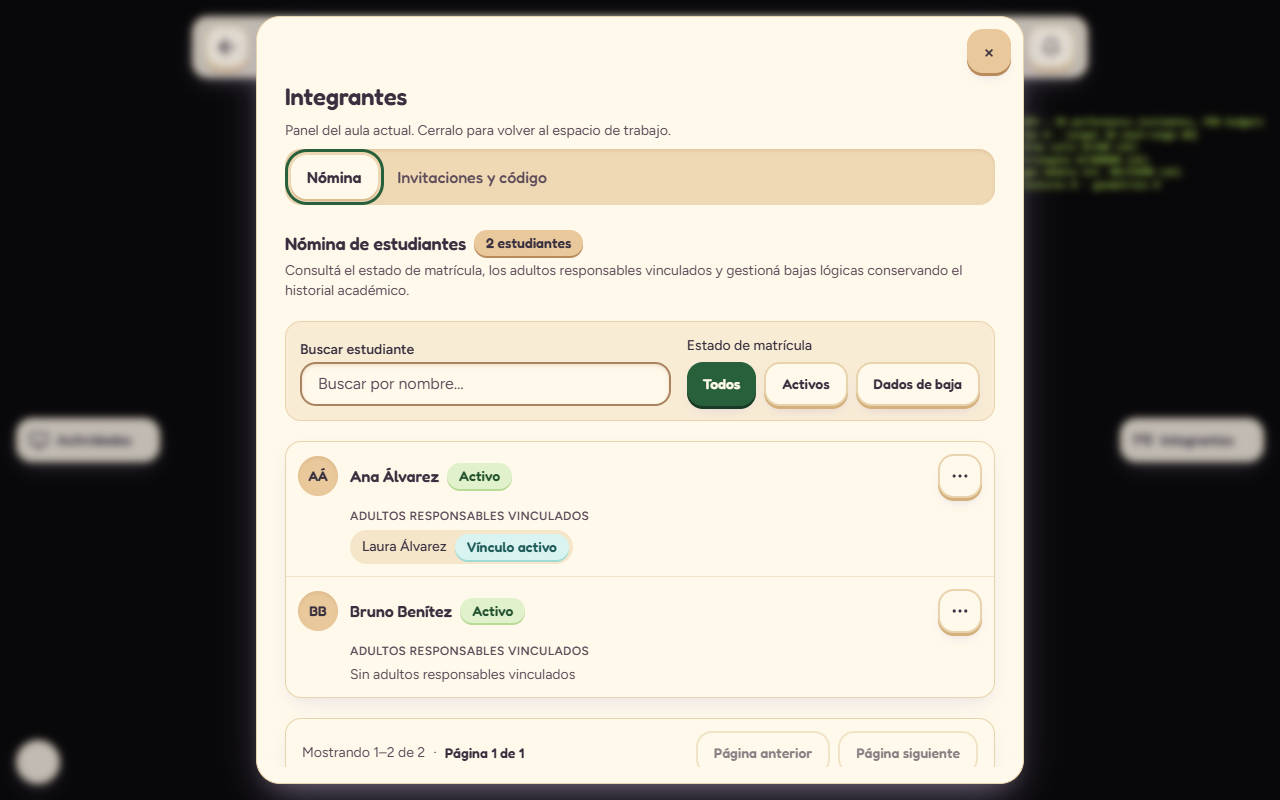 ×
Integrantes
Panel del aula actual. Cerralo para volver al espacio de trabajo.
Nómina
Invitaciones y código
Nómina de estudiantes
2 estudiantes
Consultá el estado de matrícula, los adultos responsables vinculados y gestioná bajas lógicas conservando el
historial académico.
Buscar estudiante
Buscar por nombre...
Estado de matrícula
Todos
Activos
Dados de baja
AÁ
Ana Álvarez
Activo
...
ADULTOS RESPONSABLES VINCULADOS
Laura Álvarez
Vínculo activo
BB
Bruno Benítez
Activo
...
ADULTOS RESPONSABLES VINCULADOS
Sin adultos responsables vinculados
Mostrando 1–2 de 2 · Página 1 de 1
Página anterior
Página siguiente
Actividades
Integrantes